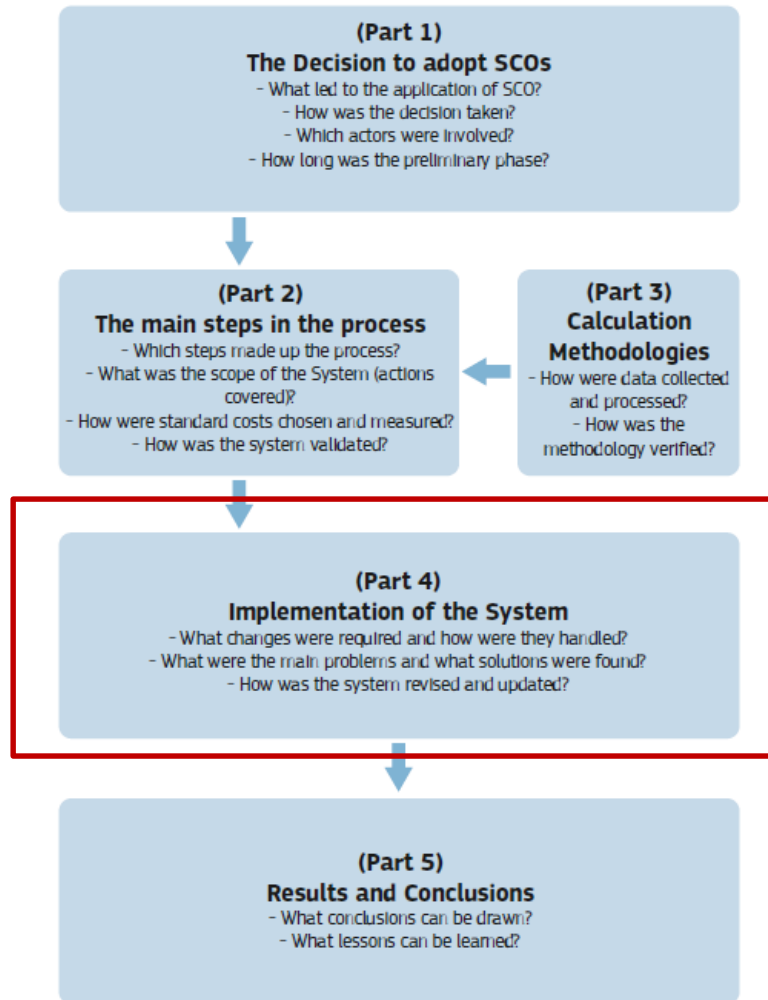 (Part 1)
The Decision to adopt SCOs
- What led to the application of SCO?
- How was the decision taken?
- Which actors were involved?
- How long was the preliminary phase?
(Part 2)
The main steps in the process
- Which steps made up the process?
- What was the scope of the System (actions
covered)?
- How were standard costs chosen and measured?
- How was the system validated?
(Part 3)
Calculation
Methodologies
- How were data collected
and processed?
- How was the
methodology verified?
(Part 4)
Implementation of the System
- What changes were required and how were they handled?
- What were the main problems and what solutions were found?
- How was the system revised and updated?
(Part 5)
Results and Conclusions
- What conclusions can be drawn?
- What lessons can be learned?